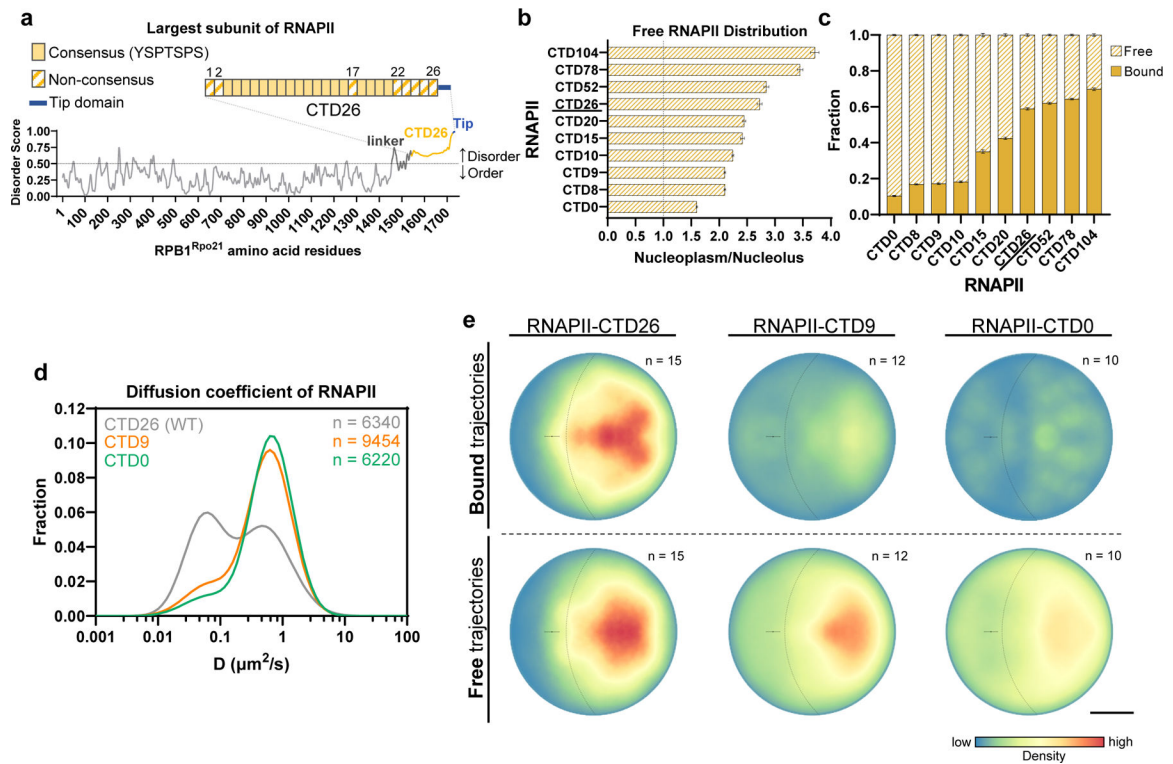 a
Largest subunit of RNAPII
Consensus (YSPTSPS)
Non-consensus
Tip domain
1 2 17 22 26
CTD26
Tip
CTD26
linker
Disorder Score
1.00
0.75
0.50
0.25
0.00
↑ Disorder
↓ Order
1 100 200 300 400 500 600 700 800 900 1000 1100 1200 1300 1400 1500 1600 1700
RPB1Rpo21 amino acid residues
b
Free RNAPII Distribution
RNAPII
CTD104
CTD78
CTD52
CTD26
CTD20
CTD15
CTD10
CTD9
CTD8
CTD0
0.0 0.5 1.0 1.5 2.0 2.5 3.0 3.5 4.0
Nucleoplasm/Nucleolus
c
Fraction
1.0
0.8
0.6
0.4
0.2
0.0
Free
Bound
CTD0 CTD8 CTD9 CTD10 CTD15 CTD20 CTD26 CTD52 CTD78 CTD104
RNAPII
d
Diffusion coefficient of RNAPII
Fraction
0.12
0.10
0.08
0.06
0.04
0.02
0.00
CTD26 (WT) n = 6340
CTD9 n = 9454
CTD0 n = 6220
0.001 0.01 0.1 1 10 100
D (µm2/s)
e
RNAPII-CTD26 RNAPII-CTD9 RNAPII-CTD0
Bound trajectories
n = 15 n = 12 n = 10
Free trajectories
n = 15 n = 12 n = 10
low high
Density